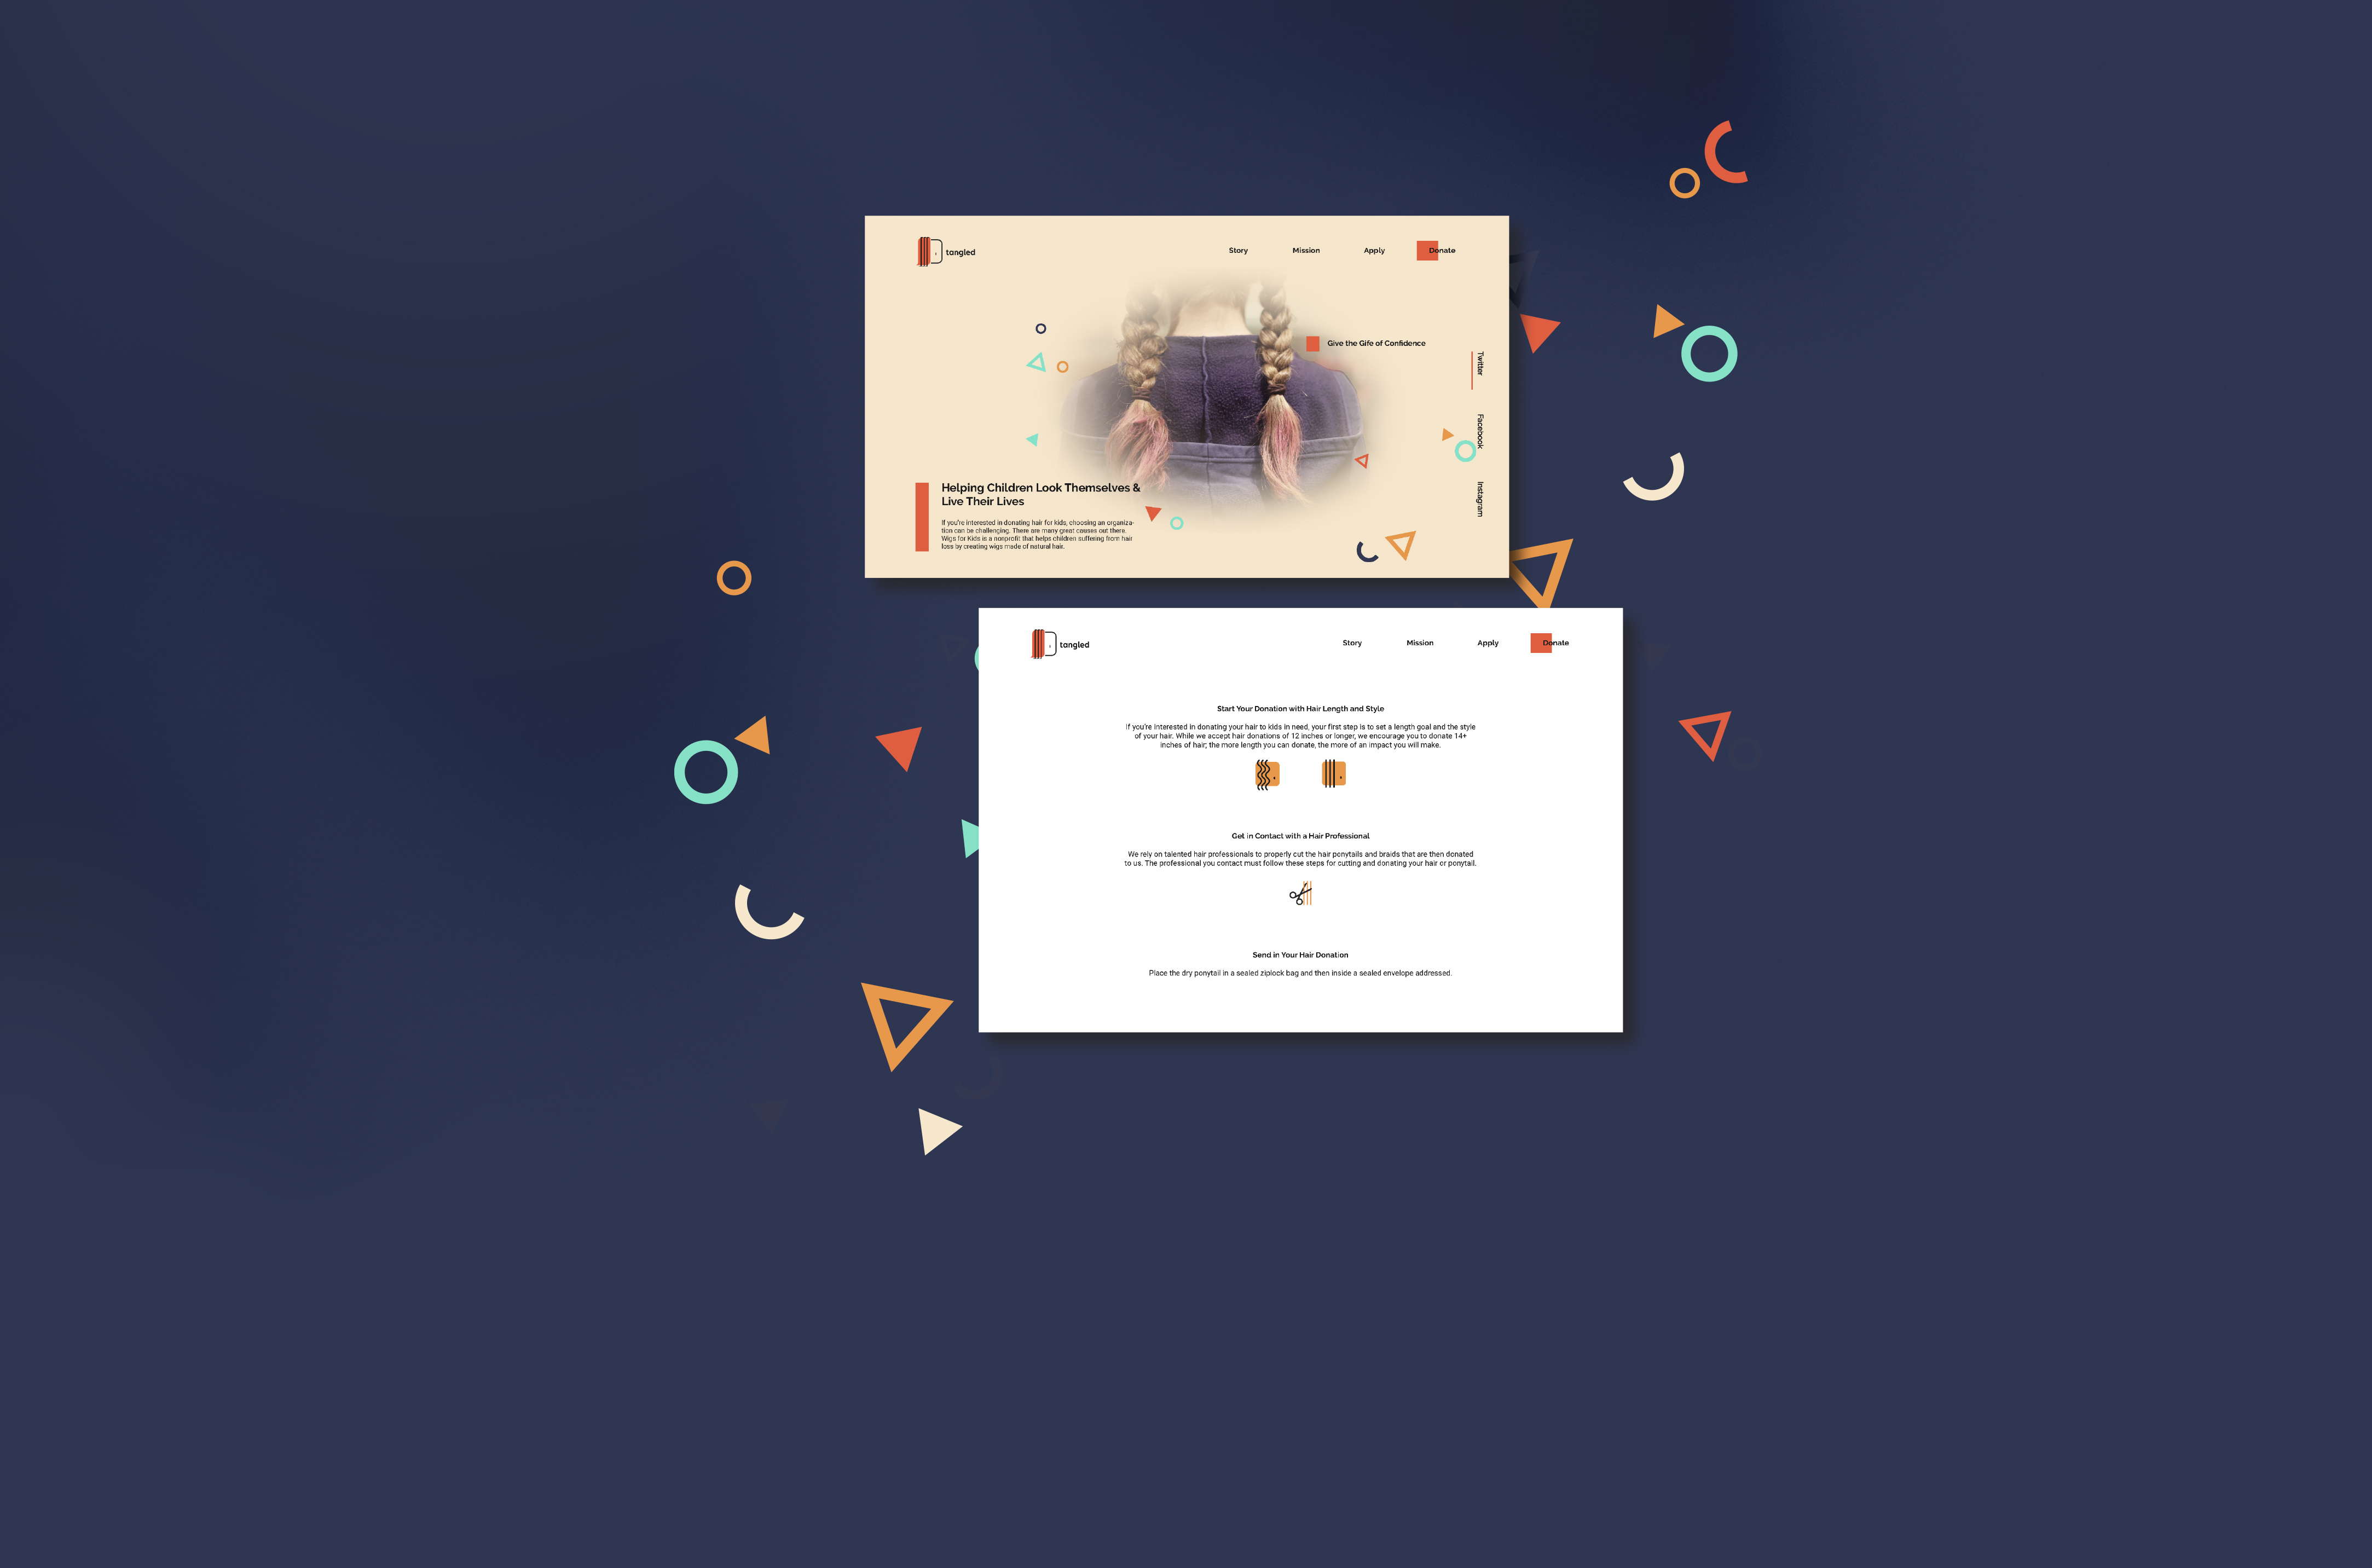 tangled
Story
Mission
Apply
Donate
Give the Gife of Confidence
Twitter
Facebook
Instagram
Helping Children Look Themselves &
Live Their Lives
If you're interested in donating hair for kids, choosing an organiza-
tion can be challenging. There are many great causes out there.
Wigs for Kids is a nonprofit that helps children suffering from hair
loss by creating wigs made of natural hair.
tangled
Story
Mission
Apply
Donate
Start Your Donation with Hair Length and Style
If you're interested in donating your hair to kids in need, your first step is to set a length goal and the style
of your hair. While we accept hair donations of 12 inches or longer, we encourage you to donate 14+
inches of hair; the more length you can donate, the more of an impact you will make.
Get in Contact with a Hair Professional
We rely on talented hair professionals to properly cut the hair ponytails and braids that are then donated
to us. The professional you contact must follow these steps for cutting and donating your hair or ponytail.
Send in Your Hair Donation
Place the dry ponytail in a sealed ziplock bag and then inside a sealed envelope addressed.